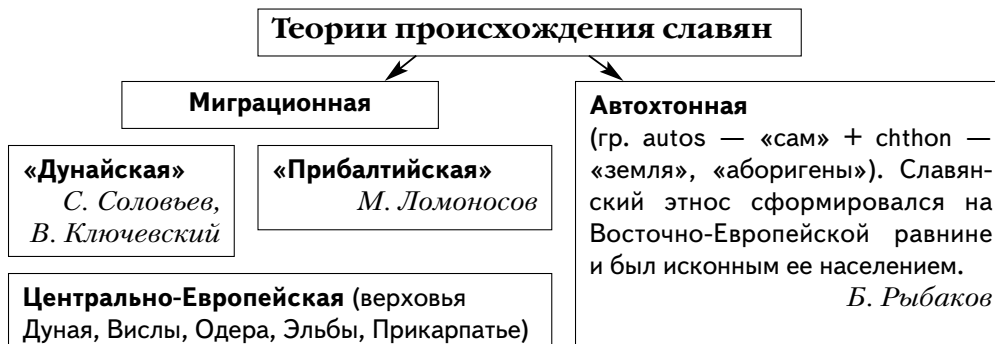 Теории происхождения славян
Миграционная
«Дунайская»
С. Соловьев,
В. Ключевский
«Прибалтийская»
М. Ломоносов
Центрально-Европейская (верховья
Дуная, Вислы, Одера, Эльбы, Прикарпатье)
Автохтонная
(гр. autos — «сам» + chthon —
«земля», «аборигены»). Славян-
ский этнос сформировался на
Восточно-Европейской равнине
и был исконным ее населением.
Б. Рыбаков